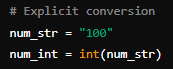 # Explicit conversion
num_str = "100"
num_int = int(num_str)